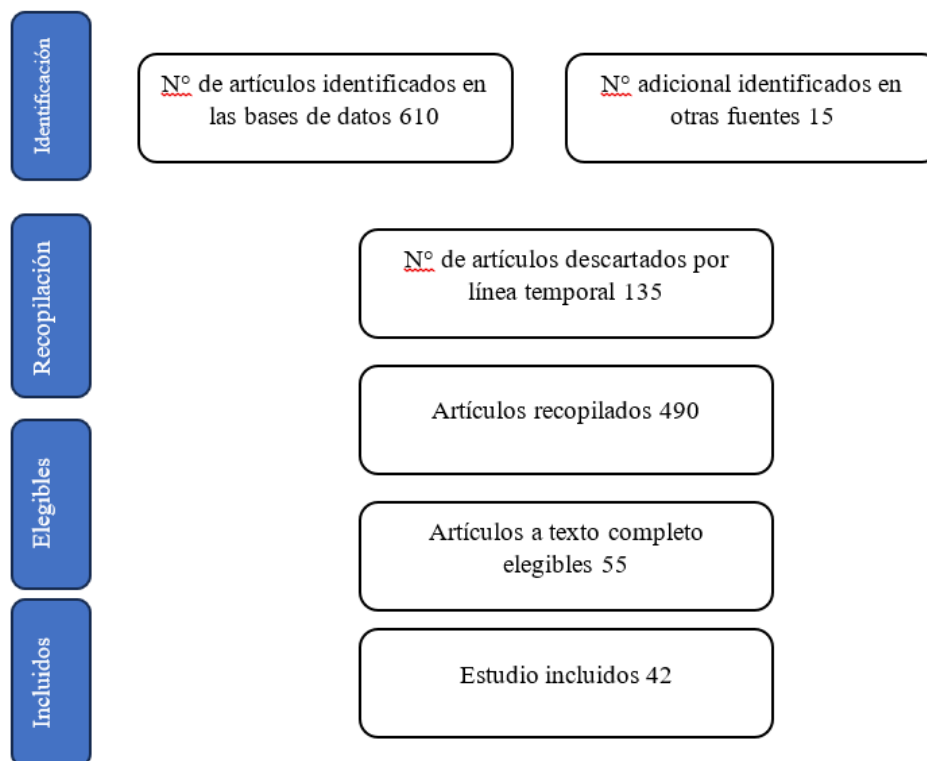 Identificación
N° de artículos identificados en
las bases de datos 610
N° adicional identificados en
otras fuentes 15
Recopilación
N° de artículos descartados por
línea temporal 135
Artículos recopilados 490
Elegibles
Artículos a texto completo
elegibles 55
Incluidos
Estudio incluidos 42